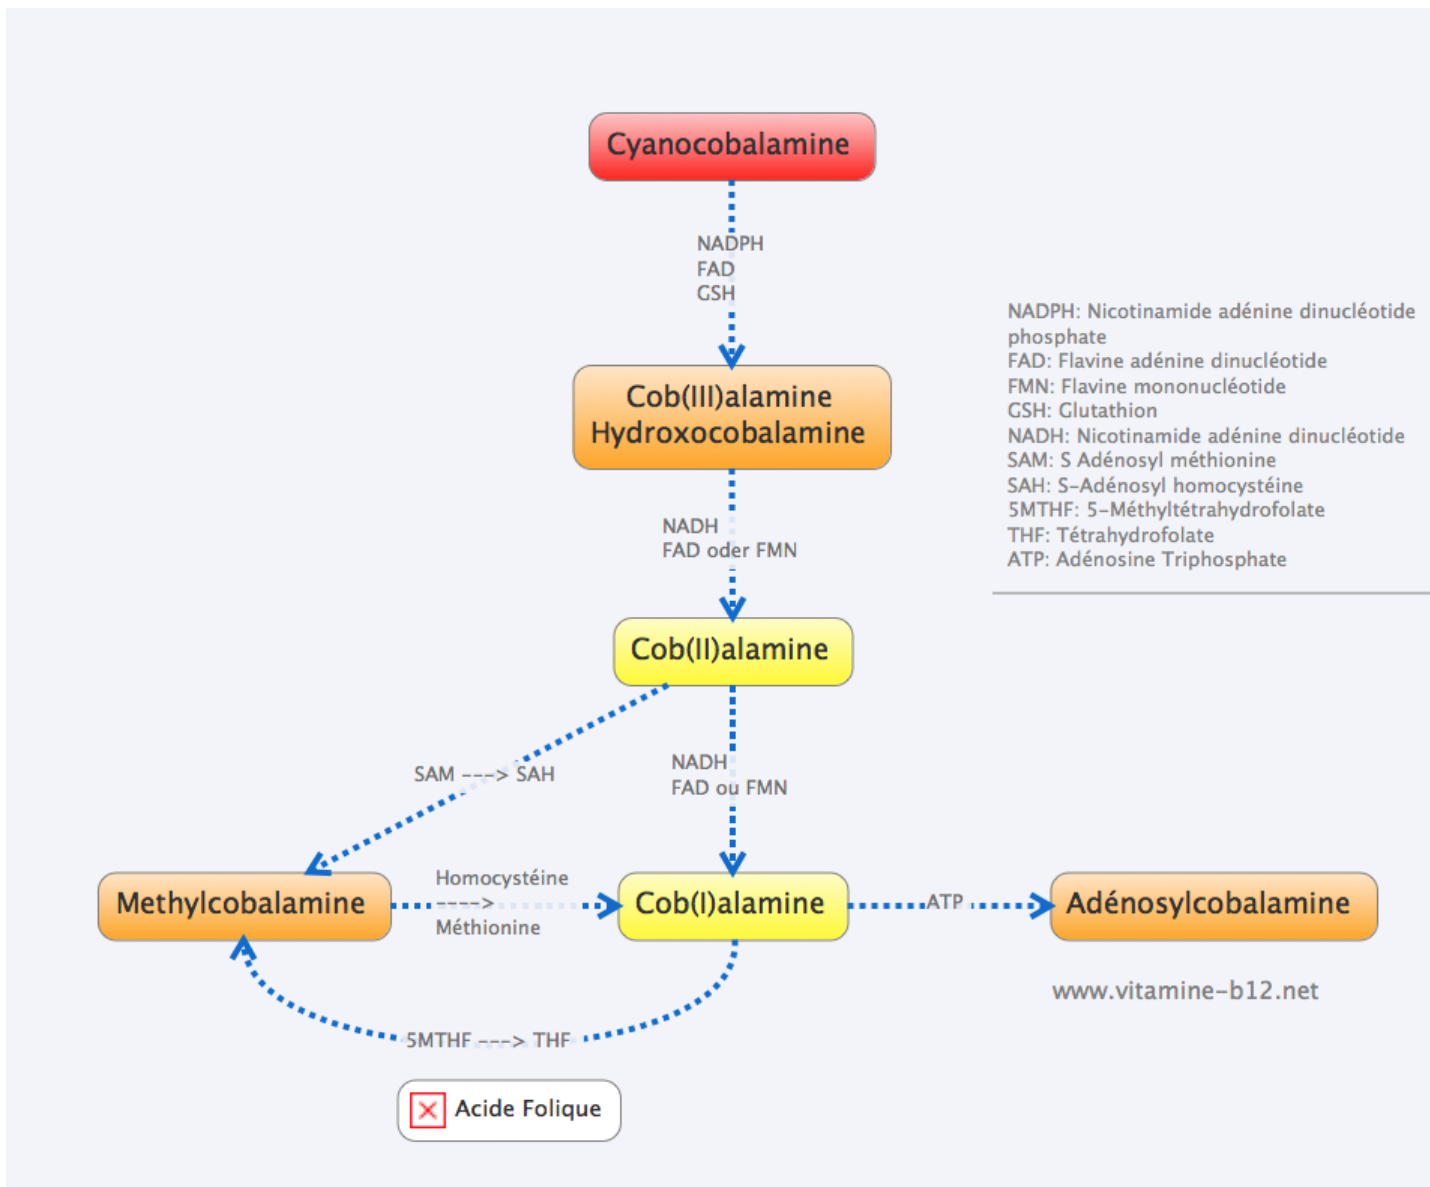 Cyanocobalamine
NADPH
FAD
GSH
NADPH: Nicotinamide adénine dinucléotide
phosphate
FAD: Flavine adénine dinucléotide
FMN: Flavine mononucléotide
GSH: Glutathion
NADH: Nicotinamide adénine dinucléotide
SAM: S Adénosyl méthionine
SAH: S-Adénosyl homocystéine
5MTHF: 5-Méthyltétrahydrofolate
THF: Tétrahydrofolate
ATP: Adénosine Triphosphate
Cob(III)alamine
Hydroxocobalamine
NADH
FAD oder FMN
Cob(II)alamine
SAM ---> SAH
NADH
FAD ou FMN
Methylcobalamine
Homocystéine
---->
Méthionine
Cob(I)alamine
ATP
Adénosylcobalamine
www.vitamine-b12.net
5MTHF ---> THF
Acide Folique